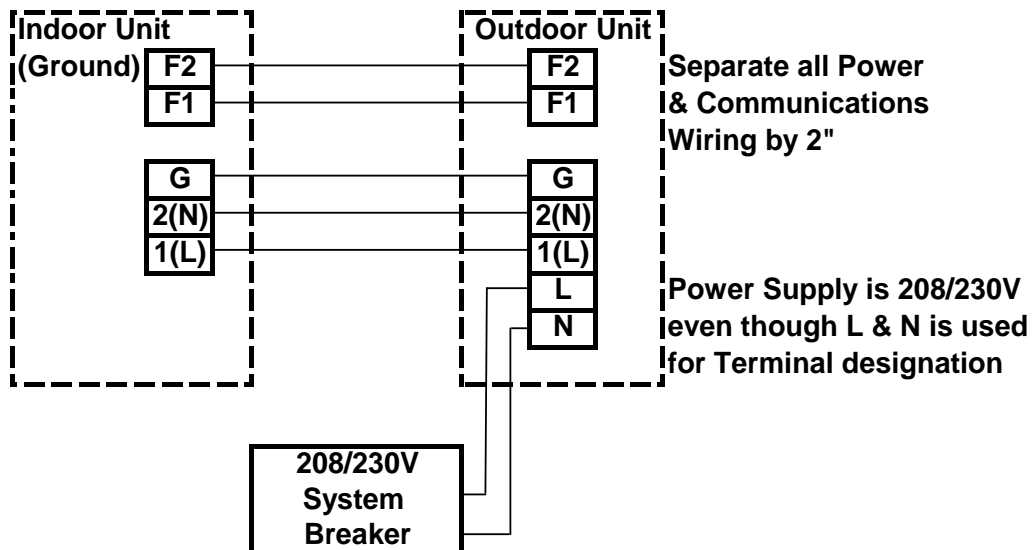 Indoor Unit
(Ground)
F2
F1
G
2(N)
1(L)
Outdoor Unit
F2
F1
G
2(N)
1(L)
L
N
Separate all Power
& Communications
Wiring by 2"
Power Supply is 208/230V
even though L & N is used
for Terminal designation
208/230V
System
Breaker